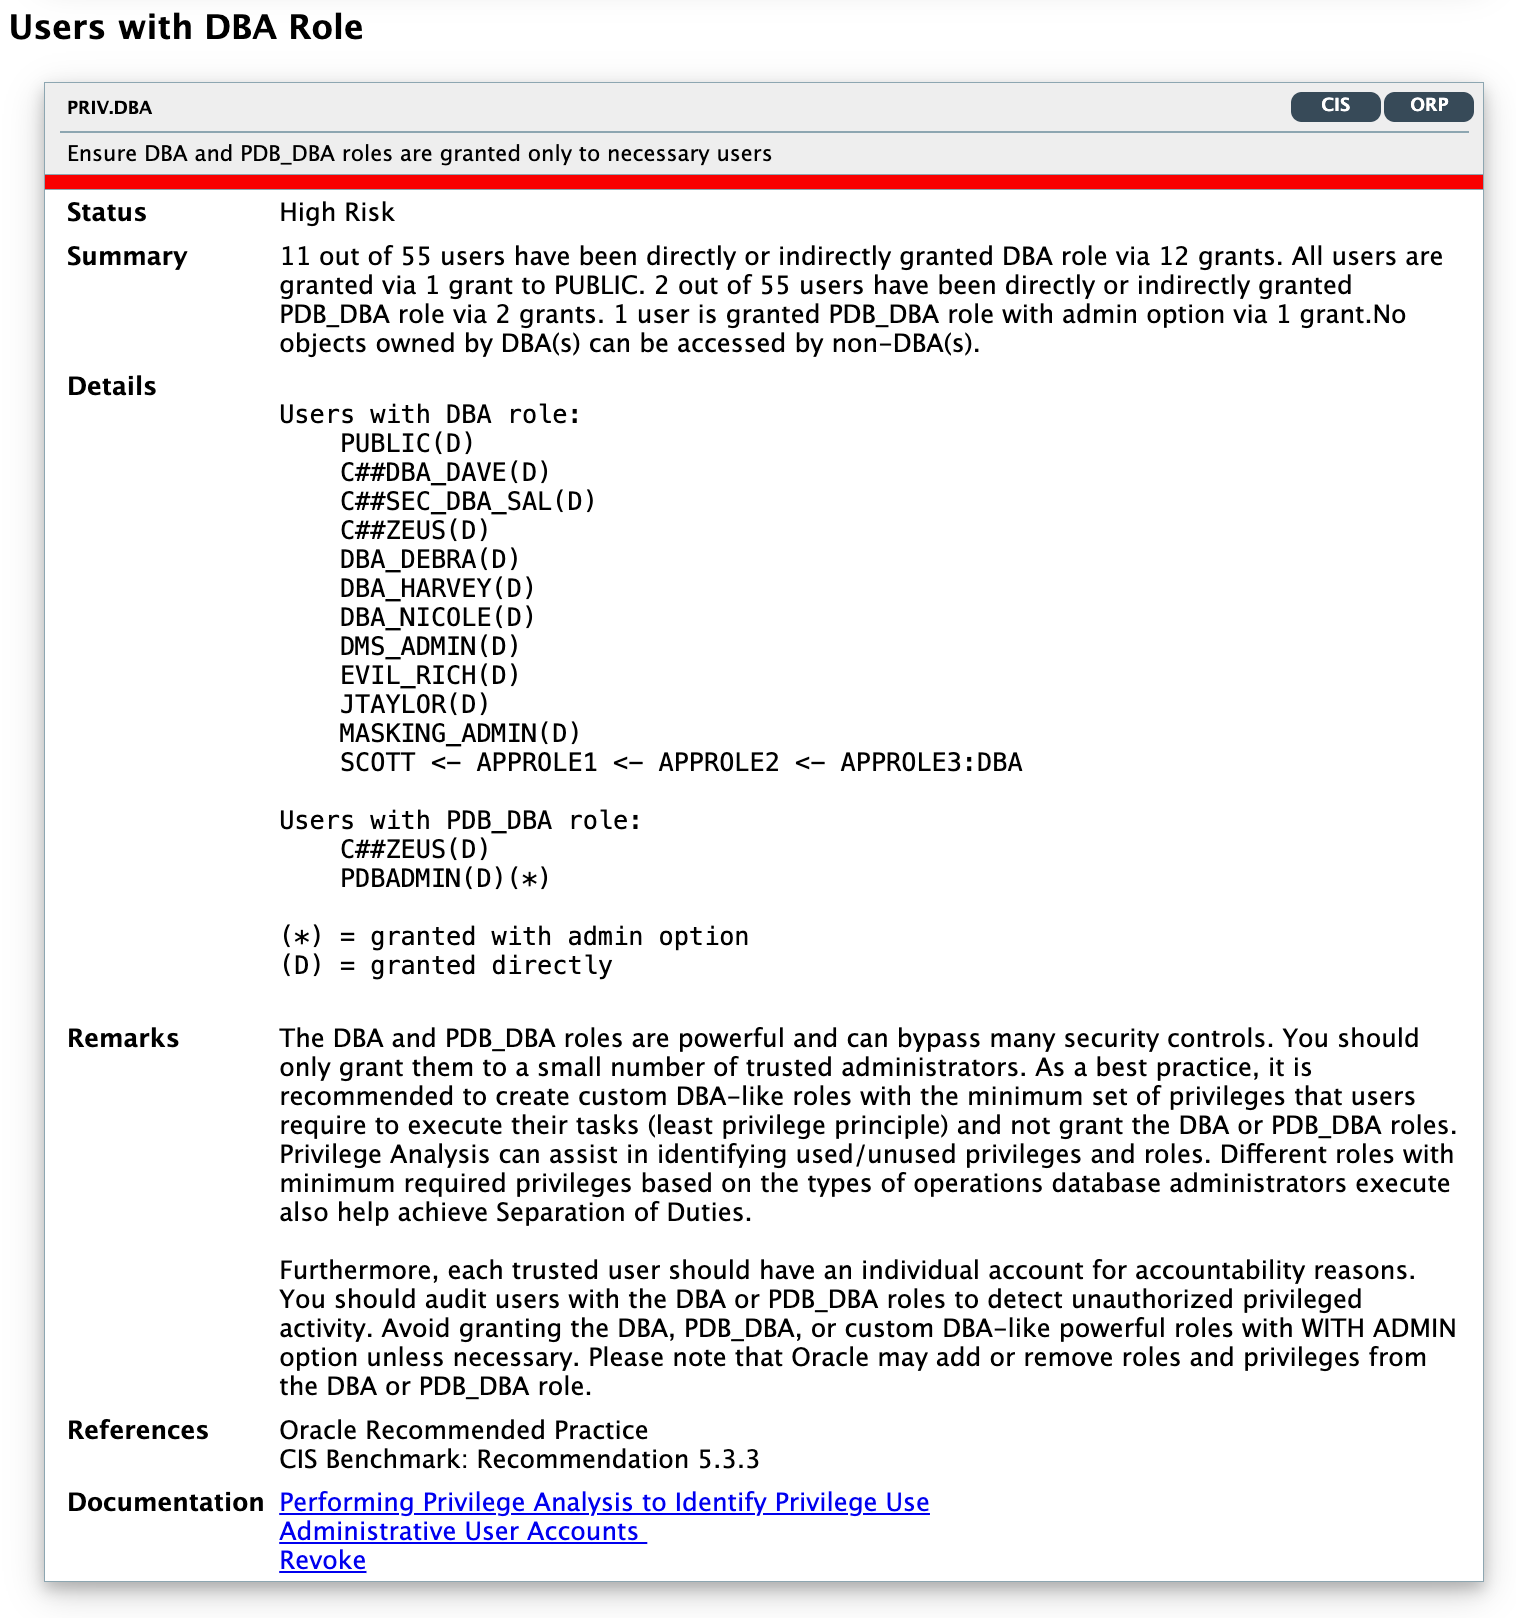 Users with DBA Role
PRIV.DBA
CIS
ORP
Ensure DBA and PDB_DBA roles are granted only to necessary users
Status
High Risk
Summary
11 out of 55 users have been directly or indirectly granted DBA role via 12 grants. All users are
granted via 1 grant to PUBLIC. 2 out of 55 users have been directly or indirectly granted
PDB_DBA role via 2 grants. 1 user is granted PDB_DBA role with admin option via 1 grant.No
objects owned by DBA(s) can be accessed by non-DBA(s).
Details
Users with DBA role:
PUBLIC(D)
C##DBA_DAVE(D)
C##SEC_DBA_SAL(D)
C##ZEUS(D)
DBA_DEBRA(D)
DBA_HARVEY(D)
DBA_NICOLE(D)
DMS_ADMIN(D)
EVIL_RICH(D)
JTAYLOR(D)
MASKING_ADMIN(D)
SCOTT <- APPROLE1 <- APPROLE2 <- APPROLE3:DBA
Users with PDB_DBA role:
C##ZEUS(D)
PDBADMIN(D)(*)
(*) = granted with admin option
(D) = granted directly
Remarks
The DBA and PDB_DBA roles are powerful and can bypass many security controls. You should
only grant them to a small number of trusted administrators. As a best practice, it is
recommended to create custom DBA-like roles with the minimum set of privileges that users
require to execute their tasks (least privilege principle) and not grant the DBA or PDB_DBA roles.
Privilege Analysis can assist in identifying used/unused privileges and roles. Different roles with
minimum required privileges based on the types of operations database administrators execute
also help achieve Separation of Duties.
Furthermore, each trusted user should have an individual account for accountability reasons.
You should audit users with the DBA or PDB_DBA roles to detect unauthorized privileged
activity. Avoid granting the DBA, PDB_DBA, or custom DBA-like powerful roles with WITH ADMIN
option unless necessary. Please note that Oracle may add or remove roles and privileges from
the DBA or PDB_DBA role.
References
Oracle Recommended Practice
CIS Benchmark: Recommendation 5.3.3
Documentation
Performing Privilege Analysis to Identify Privilege Use
Administrative User Accounts
Revoke